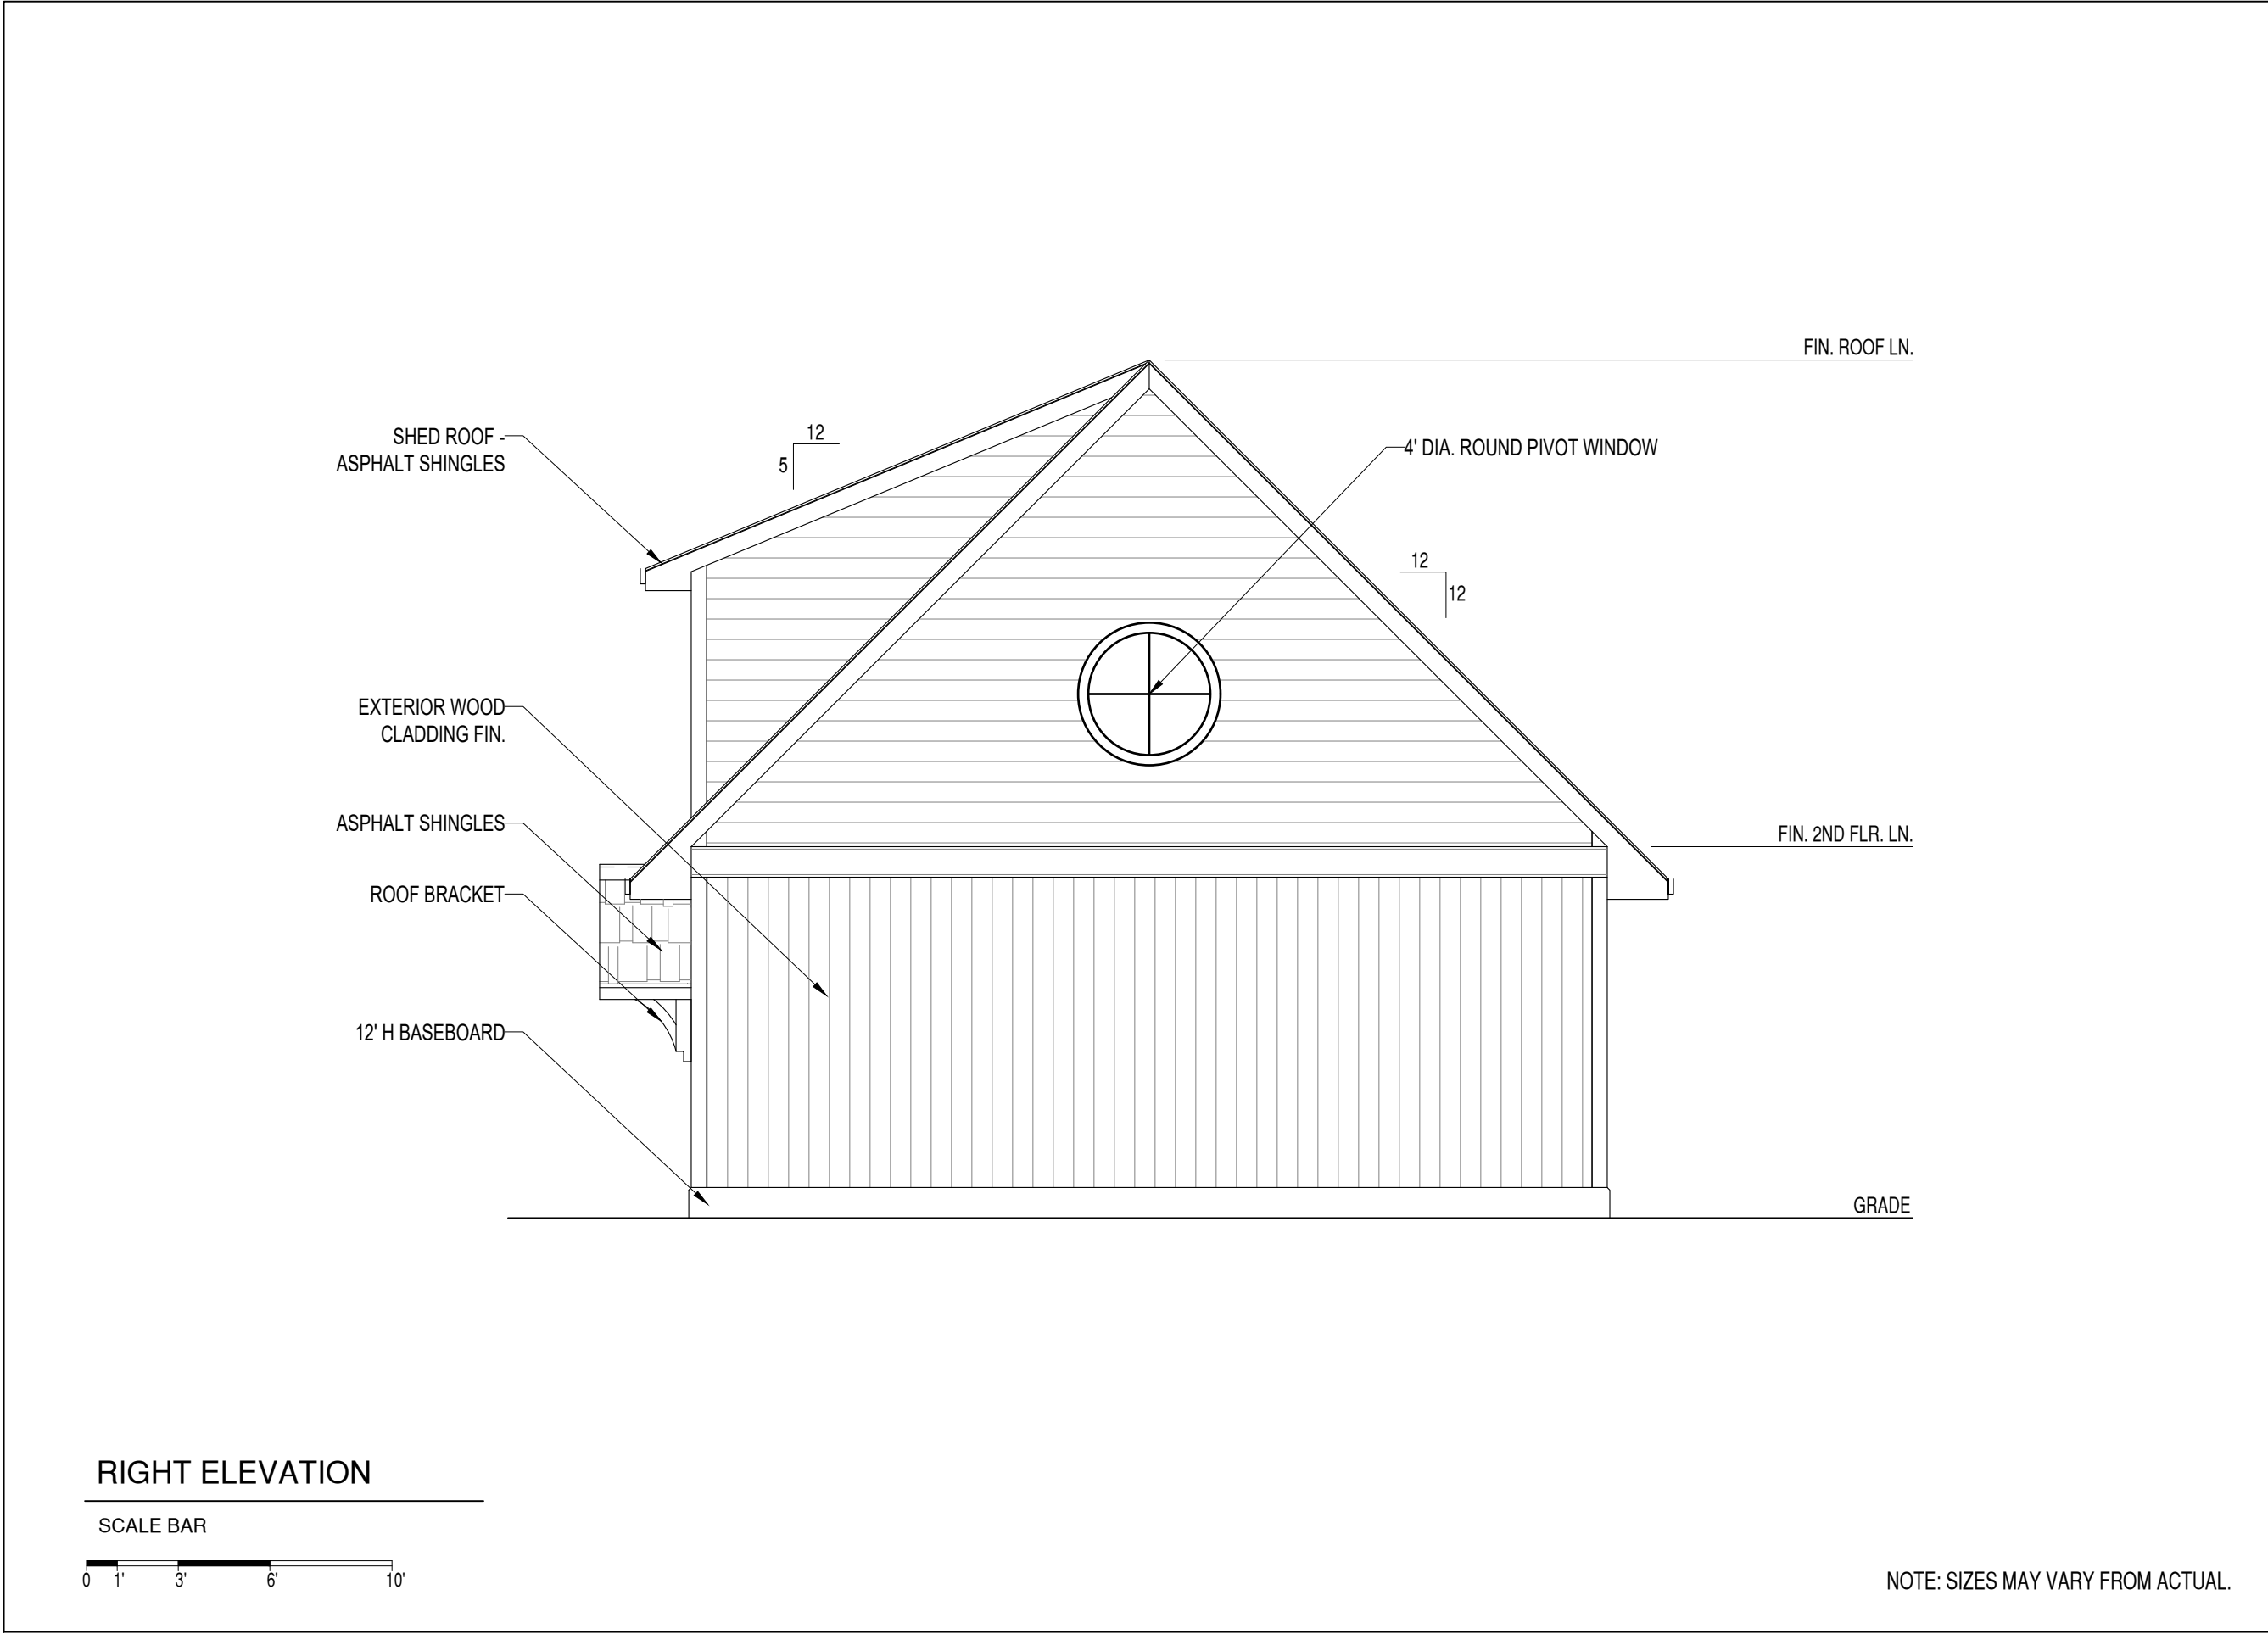 FIN. ROOF LN.
12
5
SHED ROOF -
ASPHALT SHINGLES
4' DIA. ROUND PIVOT WINDOW
12
12
EXTERIOR WOOD
CLADDING FIN.
ASPHALT SHINGLES
FIN. 2ND FLR. LN.
ROOF BRACKET
12' H BASEBOARD
GRADE
RIGHT ELEVATION
SCALE BAR
0 1' 3' 6' 10'
NOTE: SIZES MAY VARY FROM ACTUAL.